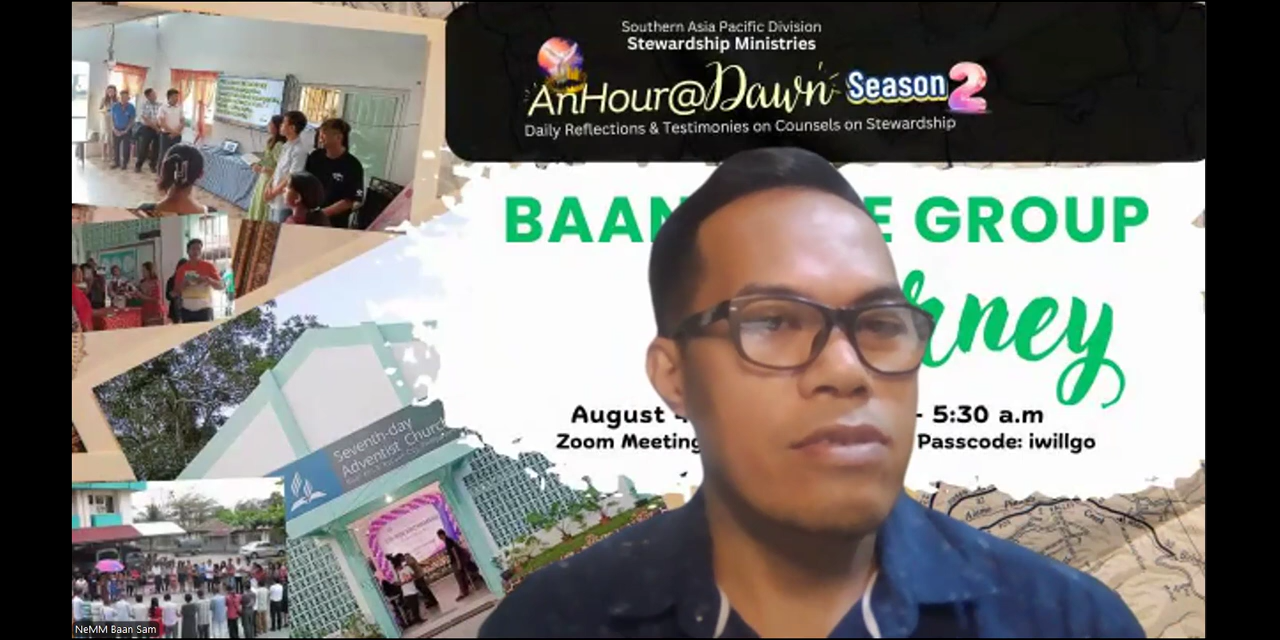 Southern Asia Pacific Division
Stewardship Ministries
AnHour@Dawn Season 2
Daily Reflections & Testimonies on Counsels on Stewardship
BAAN E GROUP
rney
August - 5:30 a.m
Zoom Meeting Passcode: iwillgo
Seventh-day
Adventist Church
NeMM Baan Sam